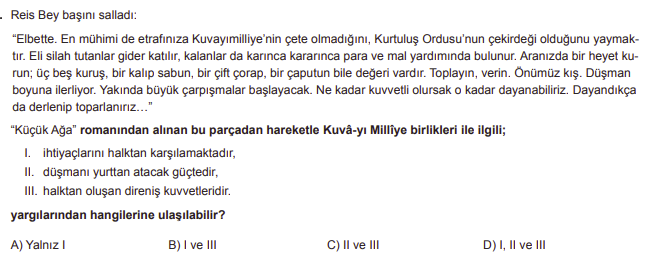 . Reis Bey başını salladı:
“Elbette. En mühimi de etrafınıza Kuvayımilliye’nin çete olmadığını, Kurtuluş Ordusu’nun çekirdeği olduğunu yaymak-
tır. Eli silah tutanlar gider katılır, kalanlar da karınca kararınca para ve mal yardımında bulunur. Aranızda bir heyet ku-
run; üç beş kuruş, bir kalıp sabun, bir çift çorap, bir çaputun bile değeri vardır. Toplayın, verin. Önümüz kış. Düşman
boyuna ilerliyor. Yakında büyük çarpışmalar başlayacak. Ne kadar kuvvetli olursak o kadar dayanabiliriz. Dayandıkça
da derlenip toparlanırız…”
“Küçük Ağa” romanından alınan bu parçadan hareketle Kuvâ-yı Millîye birlikleri ile ilgili;
I. ihtiyaçlarını halktan karşılamaktadır,
II. düşmanı yurttan atacak güçtedir,
III. halktan oluşan direniş kuvvetleridir.
yargılarından hangilerine ulaşılabilir?
A) Yalnız I B) I ve III C) II ve III D) I, II ve III